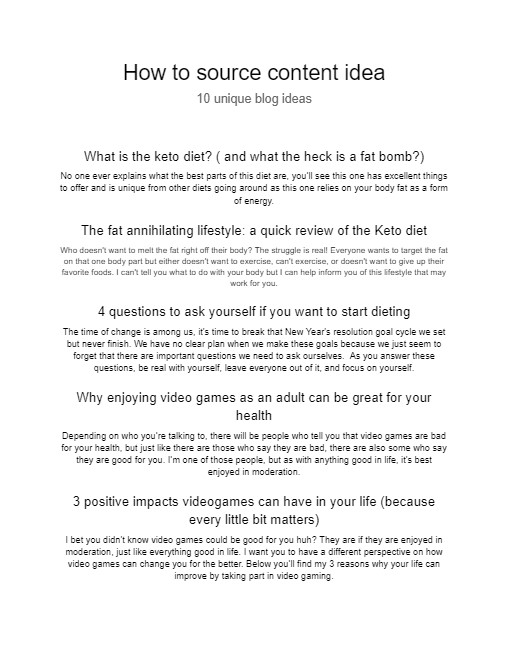 How to source content idea
10 unique blog ideas
What is the keto diet? ( and what the heck is a fat bomb?)
No one ever explains what the best parts of this diet are, you'll see this one has excellent things
to offer and is unique from other diets going around as this one relies on your body fat as a form
of energy.
The fat annihilating lifestyle: a quick review of the Keto diet
Who doesn't want to melt the fat right off their body? The struggle is real! Everyone wants to target the fat
on that one body part but either doesn't want to exercise, can't exercise, or doesn't want to give up their
favorite foods. I can't tell you what to do with your body but I can help inform you of this lifestyle that may
work for you.
4 questions to ask yourself if you want to start dieting
The time of change is among us, it's time to break that New Year's resolution goal cycle we set
but never finish. We have no clear plan when we make these goals because we just seem to
forget that there are important questions we need to ask ourselves.  As you answer these
questions, be real with yourself, leave everyone out of it, and focus on yourself.
Why enjoying video games as an adult can be great for your
health
Depending on who you're talking to, there will be people who tell you that video games are bad
for your health, but just like there are those who say they are bad, there are also some who say
they are good for you. I'm one of those people, but as with anything good in life, it's best
enjoyed in moderation.
3 positive impacts videogames can have in your life (because
every little bit matters)
I bet you didn't know video games could be good for you huh? They are if they are enjoyed in
moderation, just like everything good in life. I want you to have a different perspective on how
video games can change you for the better. Below you'll find my 3 reasons why your life can
improve by taking part in video gaming.